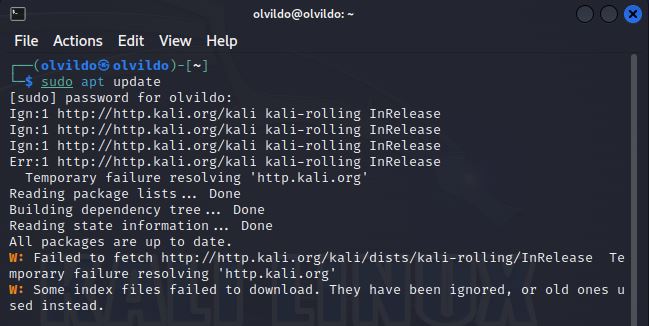 olvildo@olvildo: ~
File Actions Edit View Help
┌──(olvildo㉿olvildo)-[~]
└─$ sudo apt update
[sudo] password for olvildo:
Ign:1 http://http.kali.org/kali kali-rolling InRelease
Ign:1 http://http.kali.org/kali kali-rolling InRelease
Ign:1 http://http.kali.org/kali kali-rolling InRelease
Err:1 http://http.kali.org/kali kali-rolling InRelease
  Temporary failure resolving 'http.kali.org'
Reading package lists... Done
Building dependency tree... Done
Reading state information... Done
All packages are up to date.
W: Failed to fetch http://http.kali.org/kali/dists/kali-rolling/InRelease  Te
mporary failure resolving 'http.kali.org'
W: Some index files failed to download. They have been ignored, or old ones u
sed instead.
KALI LINUX